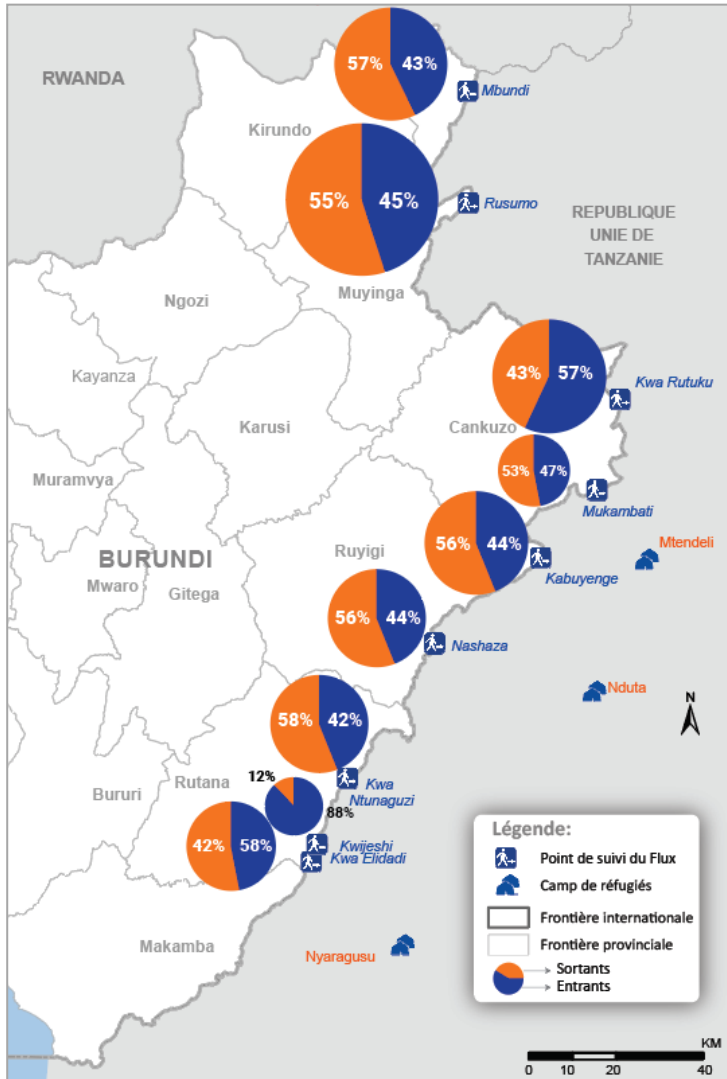 57% 43%
RWANDA
Mbundi
Kirundo
55% 45%
Rusumo
REPUBLIQUE
UNIE DE
TANZANIE
Ngozi
Muyinga
Kayanza
43% 57%
Kwa Rutuku
Karusi
Cankuzo
53% 47%
Muramvya
Mukambati
BURUNDI
Ruyigi
56% 44%
Mtendeli
Mwaro
Gitega
Kabuyenge
56% 44%
Nashaza
Nduta
N
58% 42%
Bururi
Rutana
12%
Kwa
Ntunaguzi
88%
42% 58%
Kwijeshi
Kwa Elidadi
Makamba
Nyaragusu
Légende:
Point de suivi du Flux
Camp de réfugiés
Frontière internationale
Frontière provinciale
Sortants
Entrants
KM
0 10 20 40